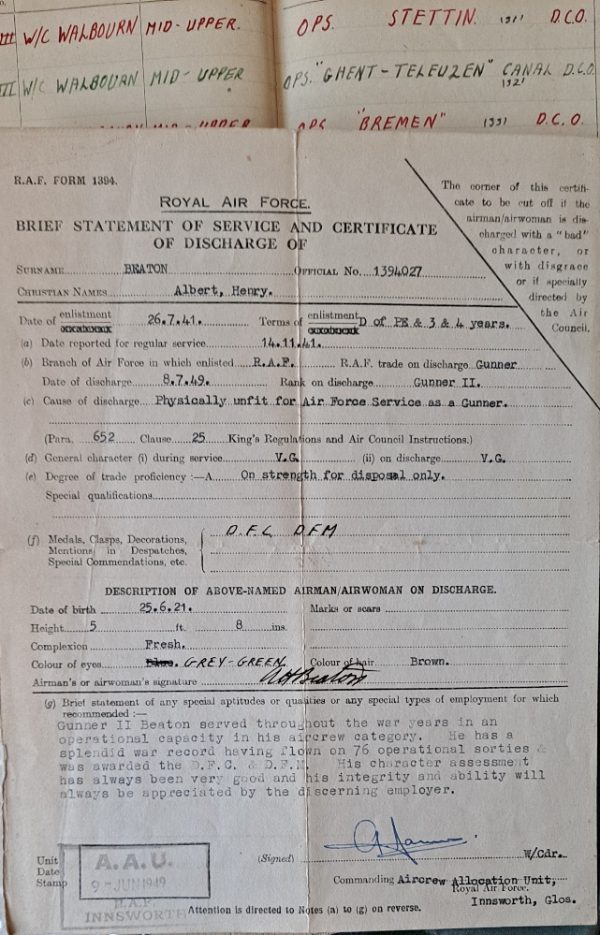 III W/C WALBOURN MID-UPPER. OPS. STETTIN. D.C.O.
III W/C WALBOURN MID-UPPER OPS. "GHENT-TELEUZEN" CANAL D.C.O
MID-UPPER OPS "BREMEN" D.C.O.
R.A.F. FORM 1394.
The corner of this certifi-
cate to be cut off if the
airman/airwoman is dis-
charged with a "bad"
character, or
with disgrace
or if specially
directed by
the Air
Council.
ROYAL AIR FORCE.
BRIEF STATEMENT OF SERVICE AND CERTIFICATE
OF DISCHARGE OF
SURNAME BEATON OFFICIAL No. 1394027
CHRISTIAN NAMES Albert, Henry.
Date of enlistment 26.7.41. Terms of enlistment D of PE & 3 & 4 years.
(a) Date reported for regular service 14.11.41.
(b) Branch of Air Force in which enlisted R.A.F. R.A.F. trade on discharge Gunner
Date of discharge 8.7.49. Rank on discharge Gunner II.
(c) Cause of discharge Physically unfit for Air Force Service as a Gunner.
(Para. 652 Clause 25 King's Regulations and Air Council Instructions.)
(d) General character (i) during service V.G. (ii) on discharge V.G.
(e) Degree of trade proficiency :—A On strength for disposal only.
Special qualifications
(f) Medals, Clasps, Decorations, D.F.C DFM
Mentions in Despatches,
Special Commendations, etc.
DESCRIPTION OF ABOVE-NAMED AIRMAN/AIRWOMAN ON DISCHARGE.
Date of birth 25.6.21. Marks or scars
Height 5 ft. 8 ins.
Complexion Fresh.
Colour of eyes GREY-GREEN Colour of hair Brown.
Airman's or airwoman's signature AHBeaton
(g) Brief statement of any special aptitudes or qualities or any special types of employment for which
recommended :—
Gunner II Beaton served throughout the war years in an
operational capacity in his aircrew category. He has a
splendid war record having flown on 76 operational sorties &
was awarded the D.F.C. & D.F.M. His character assessment
has always been very good and his integrity and ability will
always be appreciated by the discerning employer.
(Signed) W/Cdr.
Unit
Date
Stamp
A.A.U.
9-JUN1949
R.A.F.
INNSWORTH
Commanding Aircrew Allocation Unit,
Royal Air Force.
Innsworth, Glos.
Attention is directed to Notes (a) to (g) on reverse.